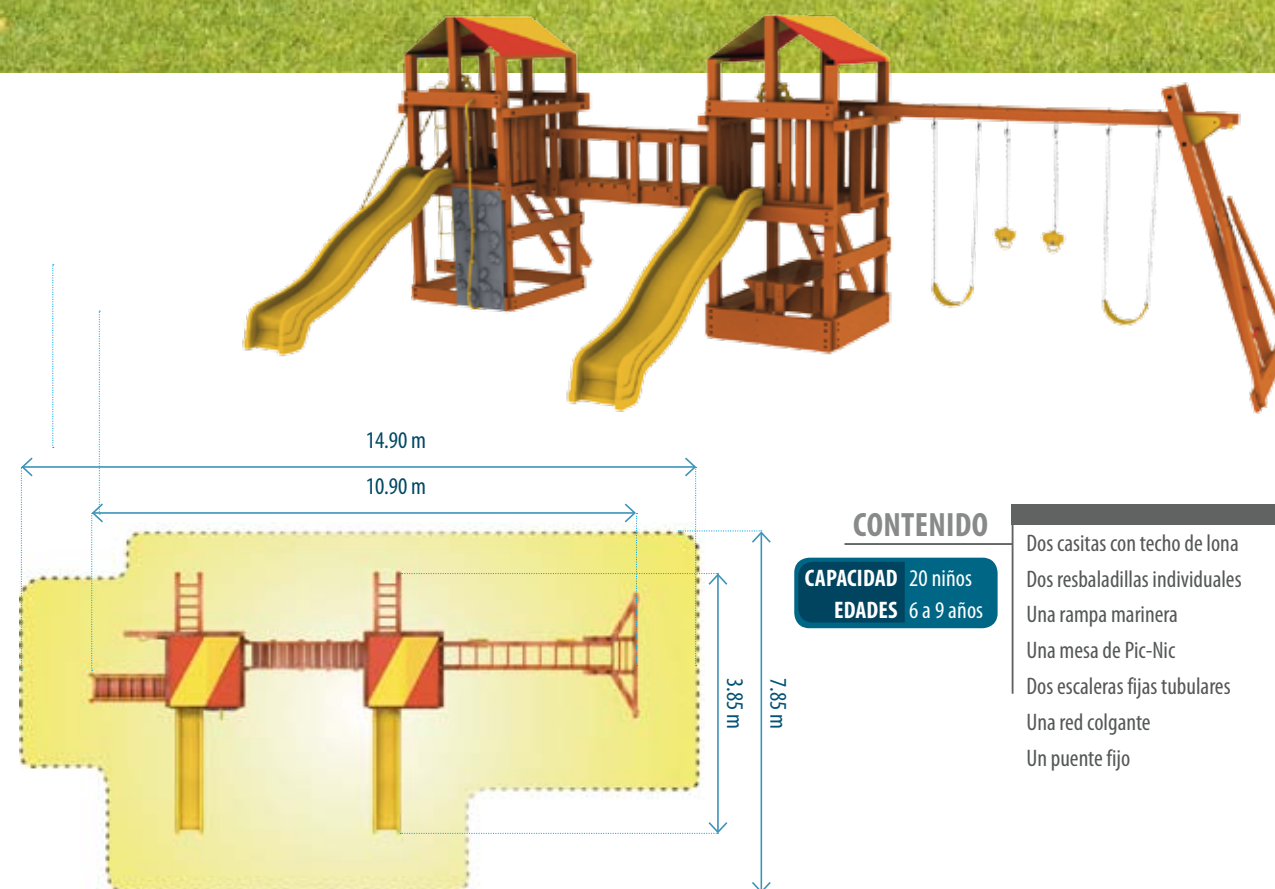 14.90 m
10.90 m
3.85 m
7.85 m
CONTENIDO
CAPACIDAD 20 niños
EDADES 6 a 9 años
Dos casitas con techo de lona
Dos resbaladillas individuales
Una rampa marinera
Una mesa de Pic-Nic
Dos escaleras fijas tubulares
Una red colgante
Un puente fijo